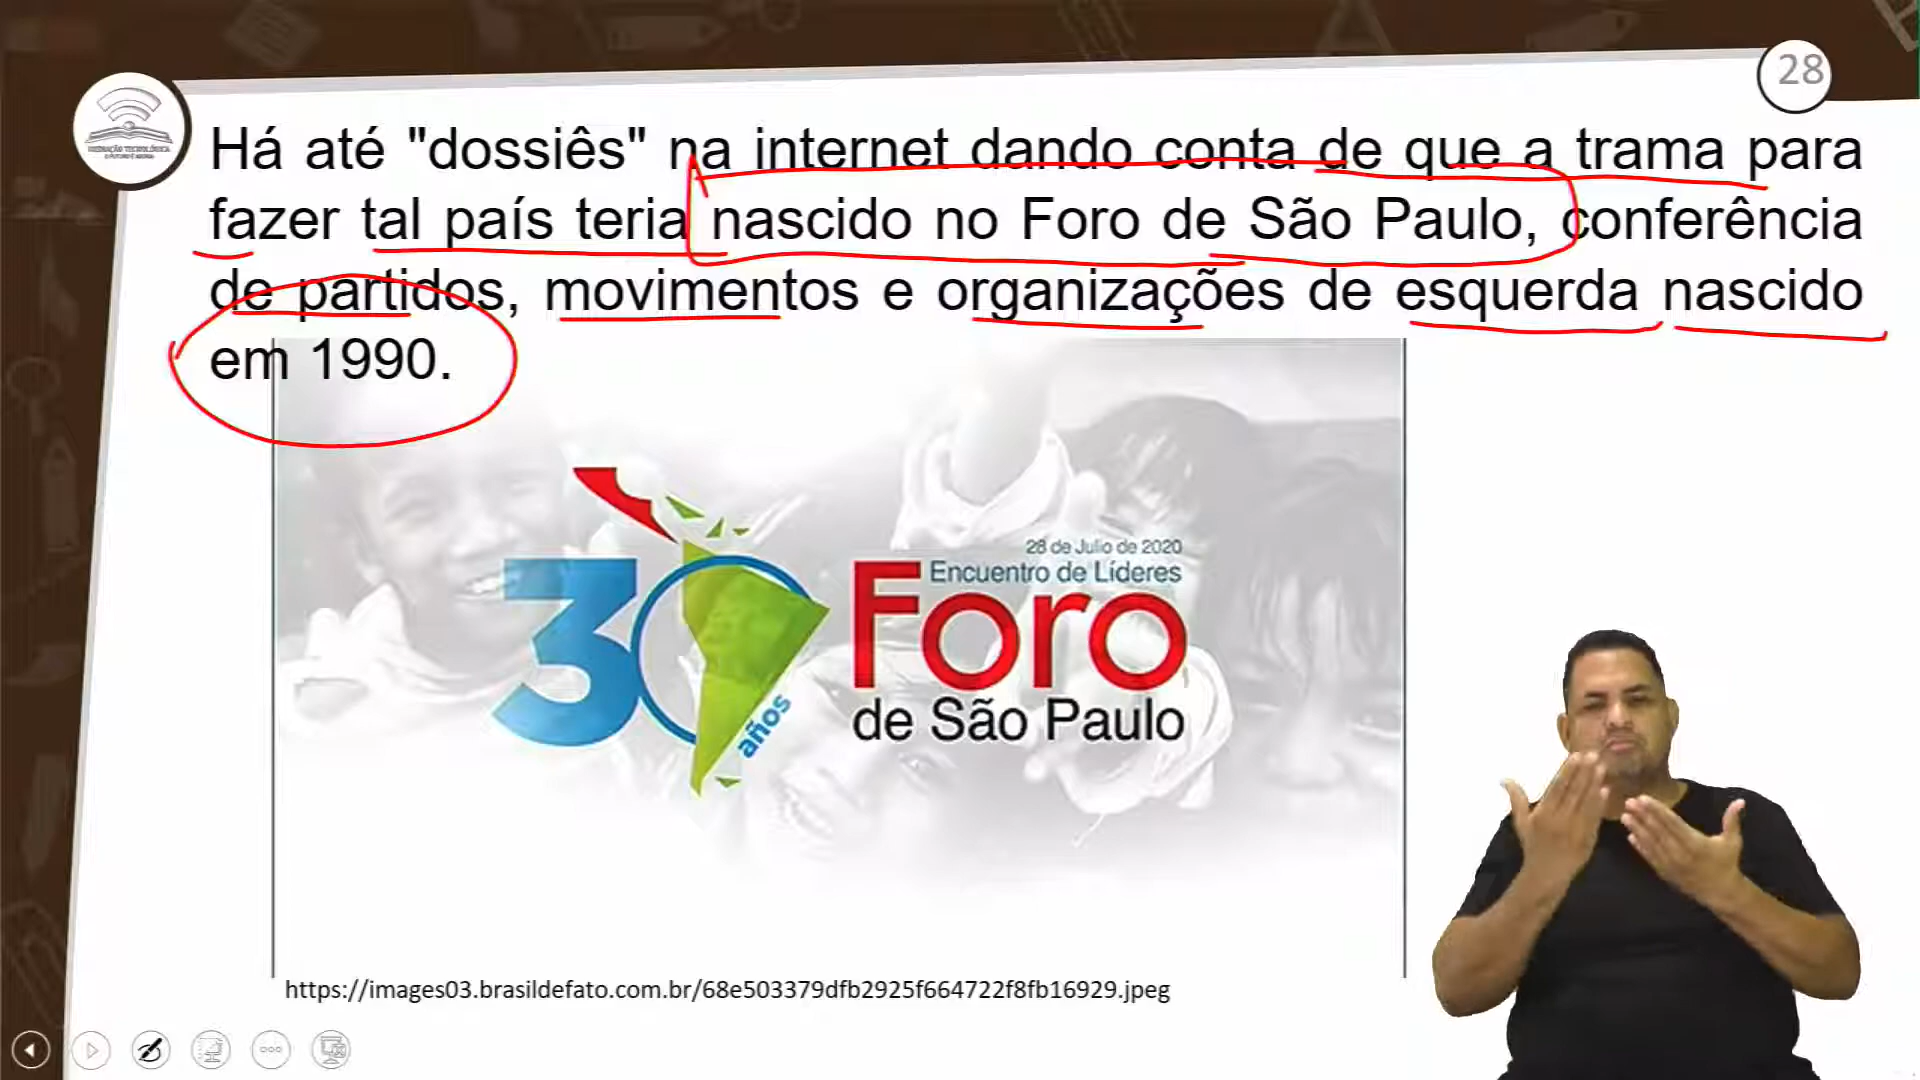 28
Há até "dossiês" na internet dando conta de que a trama para
fazer tal país teria nascido no Foro de São Paulo, conferência
de partidos, movimentos e organizações de esquerda nascido
em 1990.
28 de Julio de 2020
Encuentro de Líderes
30
años
Foro
de São Paulo
https://images03.brasildefato.com.br/68e503379dfb2925f664722f8fb16929.jpeg